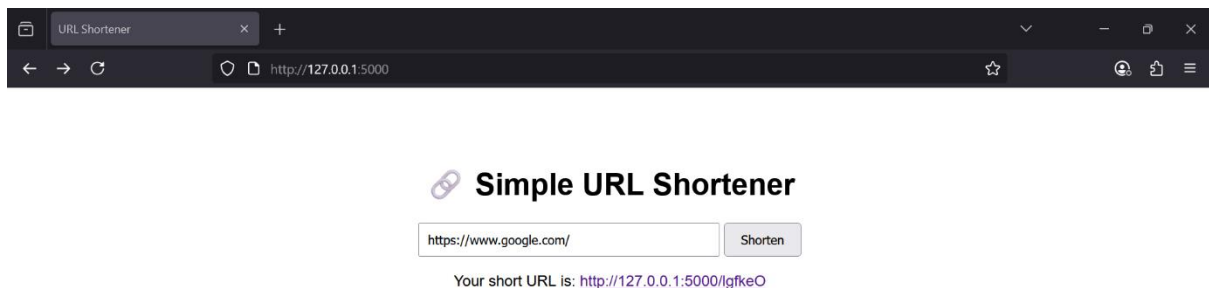 URL Shortener
http://127.0.0.1:5000
🔗 Simple URL Shortener
https://www.google.com/ Shorten
Your short URL is: http://127.0.0.1:5000/lgfkeO